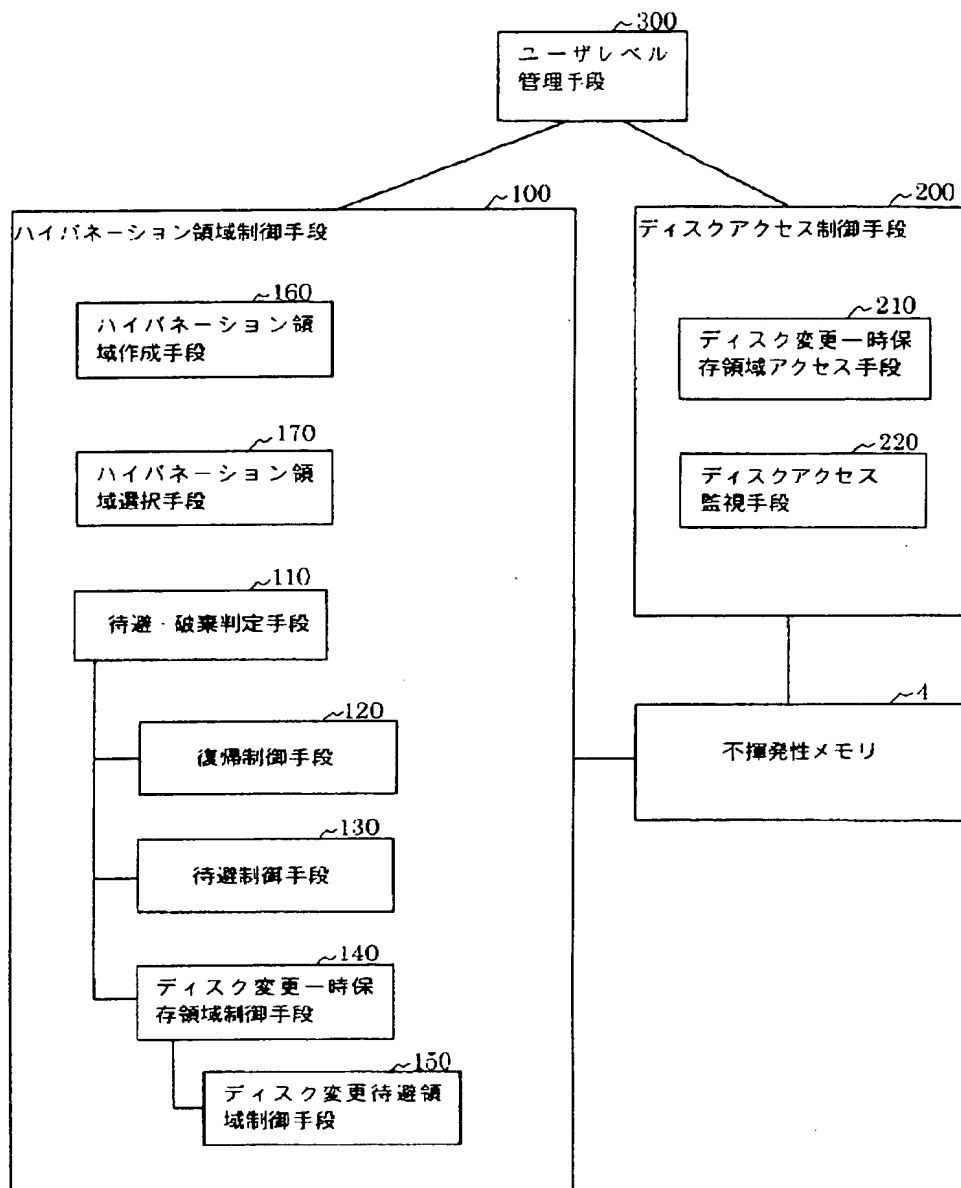 300
ユーザレベル
管理手段
100
ハイバネーション領域制御手段
160
ハイバネーション領
域作成手段
170
ハイバネーション領
域選択手段
110
待避・破棄判定手段
120
復帰制御手段
130
待避制御手段
140
ディスク変更一時保
存領域制御手段
150
ディスク変更待避領
域制御手段
200
ディスクアクセス制御手段
210
ディスク変更一時保
存領域アクセス手段
220
ディスクアクセス
監視手段
4
不揮発性メモリ